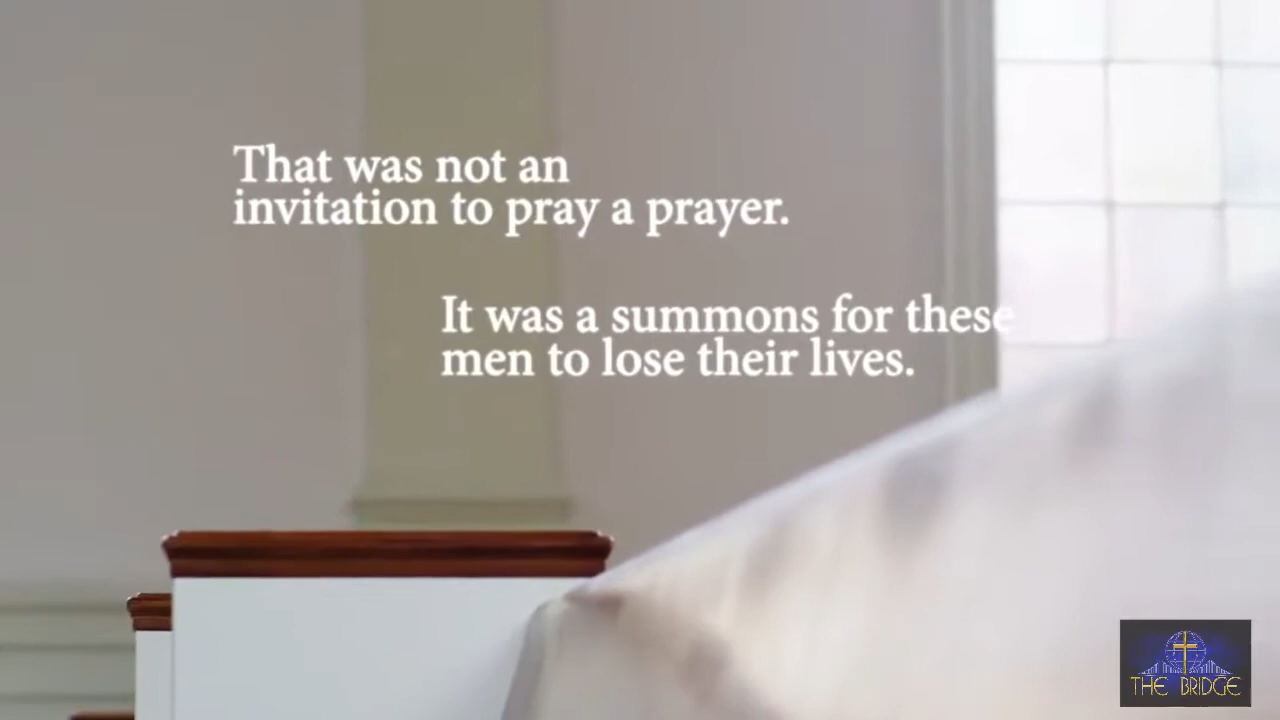 That was not an
invitation to pray a prayer.
It was a summons for these
men to lose their lives.
THE BRIDGE